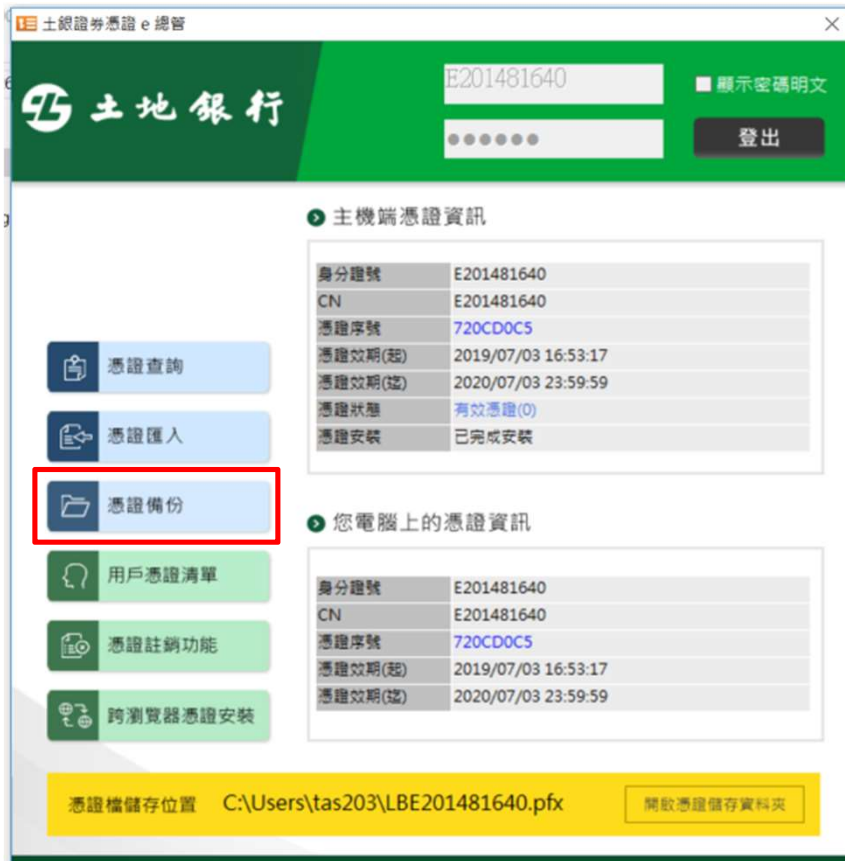 土銀證券憑證 e 總管
土地銀行
E201481640
顯示密碼明文
●●●●●●
登出
主機端憑證資訊
身分證號 E201481640
CN E201481640
憑證序號 720CD0C5
憑證效期(起) 2019/07/03 16:53:17
憑證效期(迄) 2020/07/03 23:59:59
憑證狀態 有效憑證(0)
憑證安裝 已完成安裝
憑證查詢
憑證匯入
憑證備份
用戶憑證清單
憑證註銷功能
跨瀏覽器憑證安裝
您電腦上的憑證資訊
身分證號 E201481640
CN E201481640
憑證序號 720CD0C5
憑證效期(起) 2019/07/03 16:53:17
憑證效期(迄) 2020/07/03 23:59:59
憑證檔儲存位置 C:\Users\tas203\LBE201481640.pfx 開啟憑證儲存資料夾